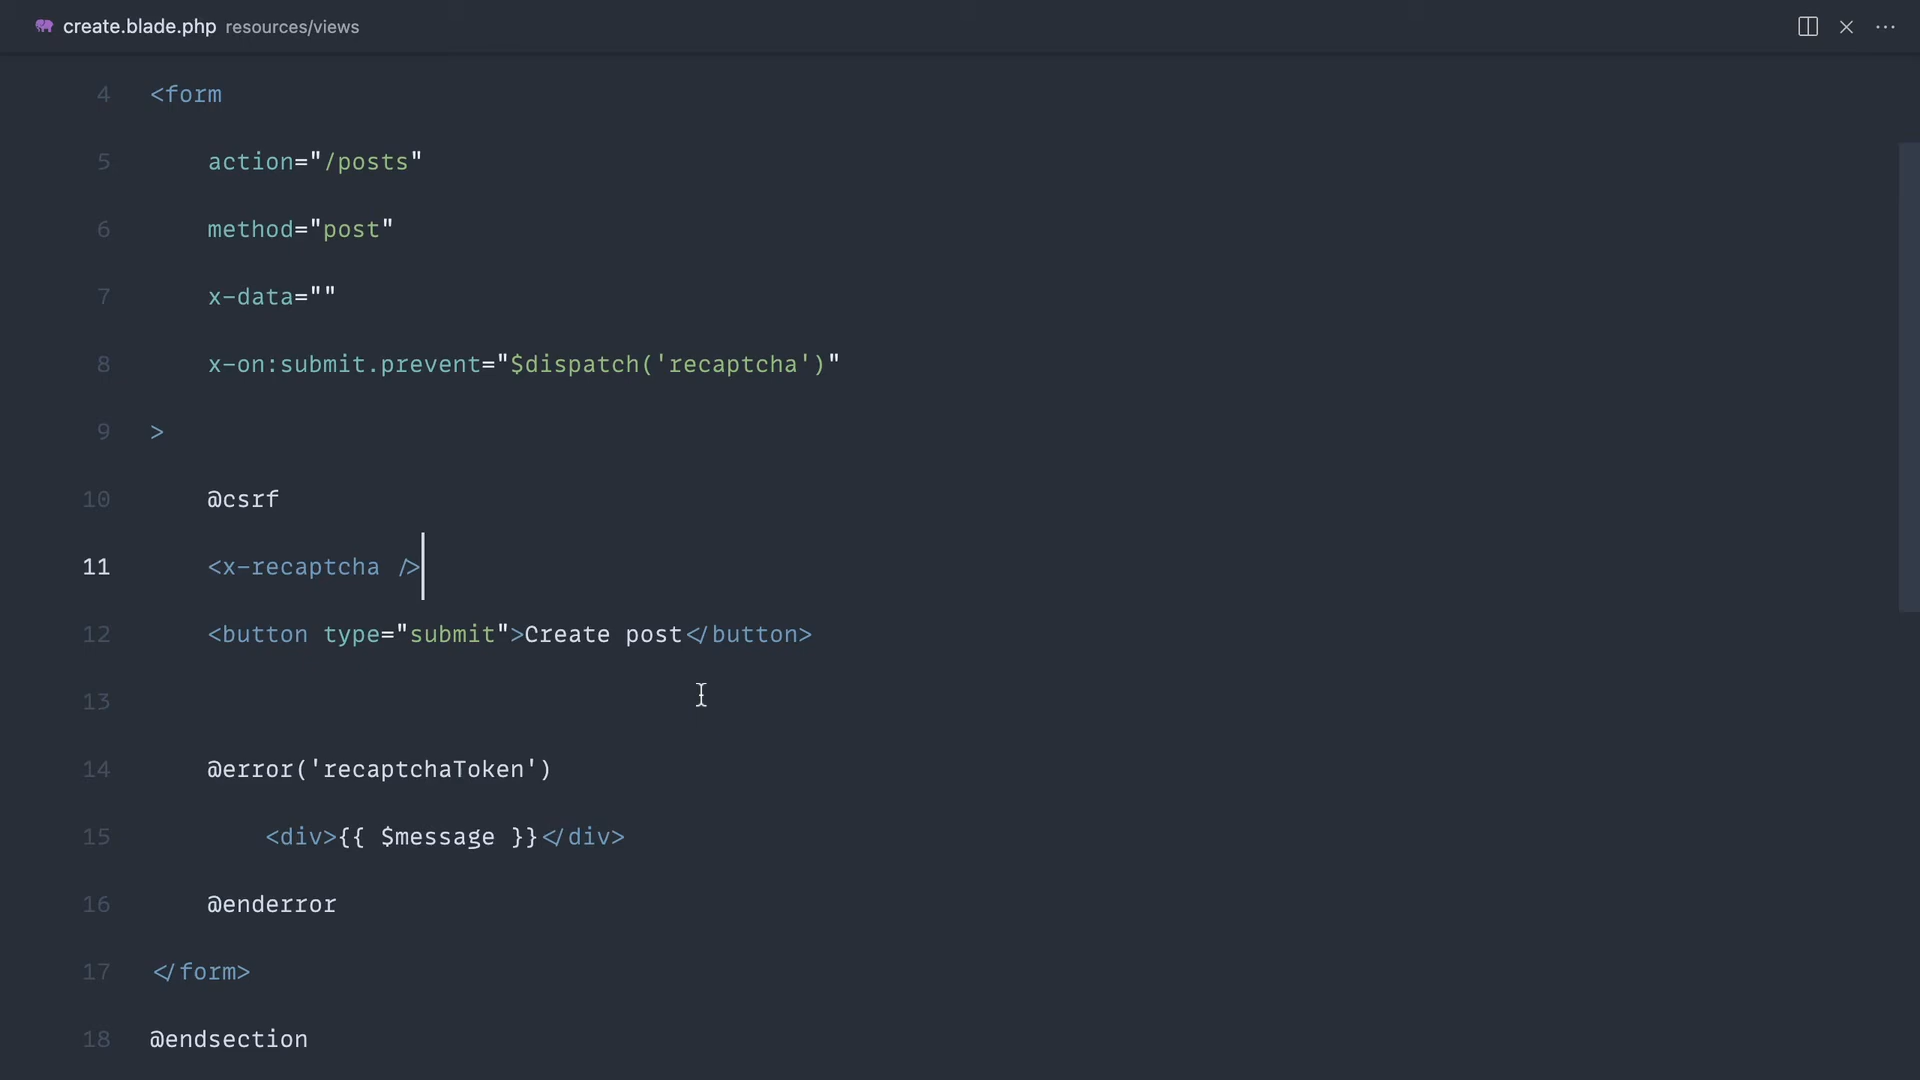 create.blade.php resources/views
4 <form
5 action="/posts"
6 method="post"
7 x-data=""
8 x-on:submit.prevent="$dispatch('recaptcha')"
9 >
10 @csrf
11 <x-recaptcha />
12 <button type="submit">Create post</button>
13
14 @error('recaptchaToken')
15 <div>{{ $message }}</div>
16 @enderror
17 </form>
18 @endsection